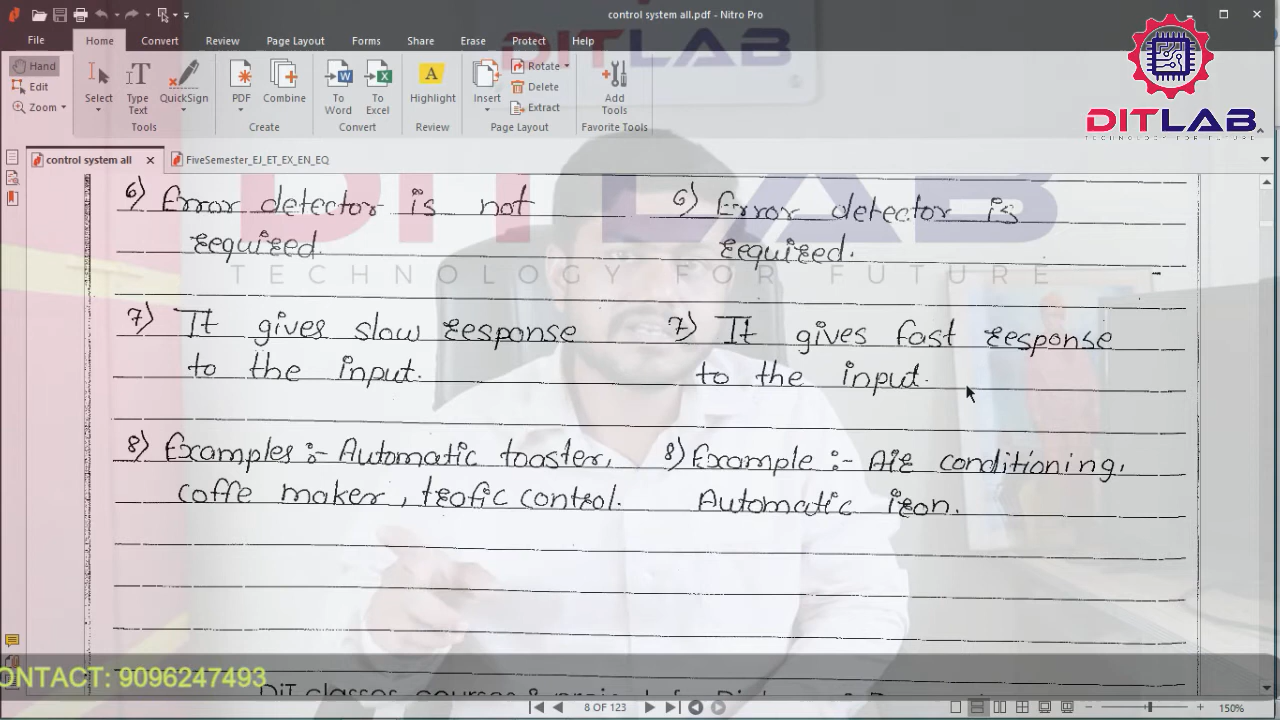 control system all.pdf - Nitro Pro
File Home Convert Review Page Layout Forms Share Erase Protect Help
Hand
Edit
Zoom
Select
Type Text
QuickSign
Tools
PDF
Combine
Create
To Word
To Excel
Convert
Highlight
Review
Insert
Rotate
Delete
Extract
Page Layout
Add Tools
Favorite Tools
DITLAB
TECHNOLOGY FOR FUTURE
control system all
FiveSemester_EJ_ET_EX_EN_EQ
DITLAB
TECHNOLOGY FOR FUTURE
6) Error detector is not
required.
7) It gives slow response
to the input.
8) Examples :- Automatic toaster,
coffe maker, trafic control.
6) Error detector is
required.
7) It gives fast response
to the input.
8) Example :- Air conditioning,
Automatic iron.
ONTACT: 9096247493
8 OF 123
150%